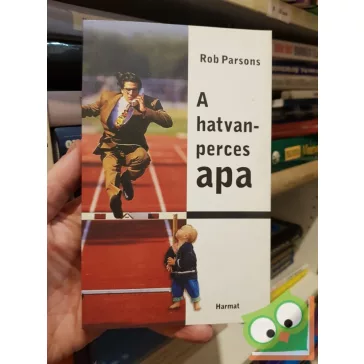 Rob Parsons
A
hatvan-
perces
apa
Harmat